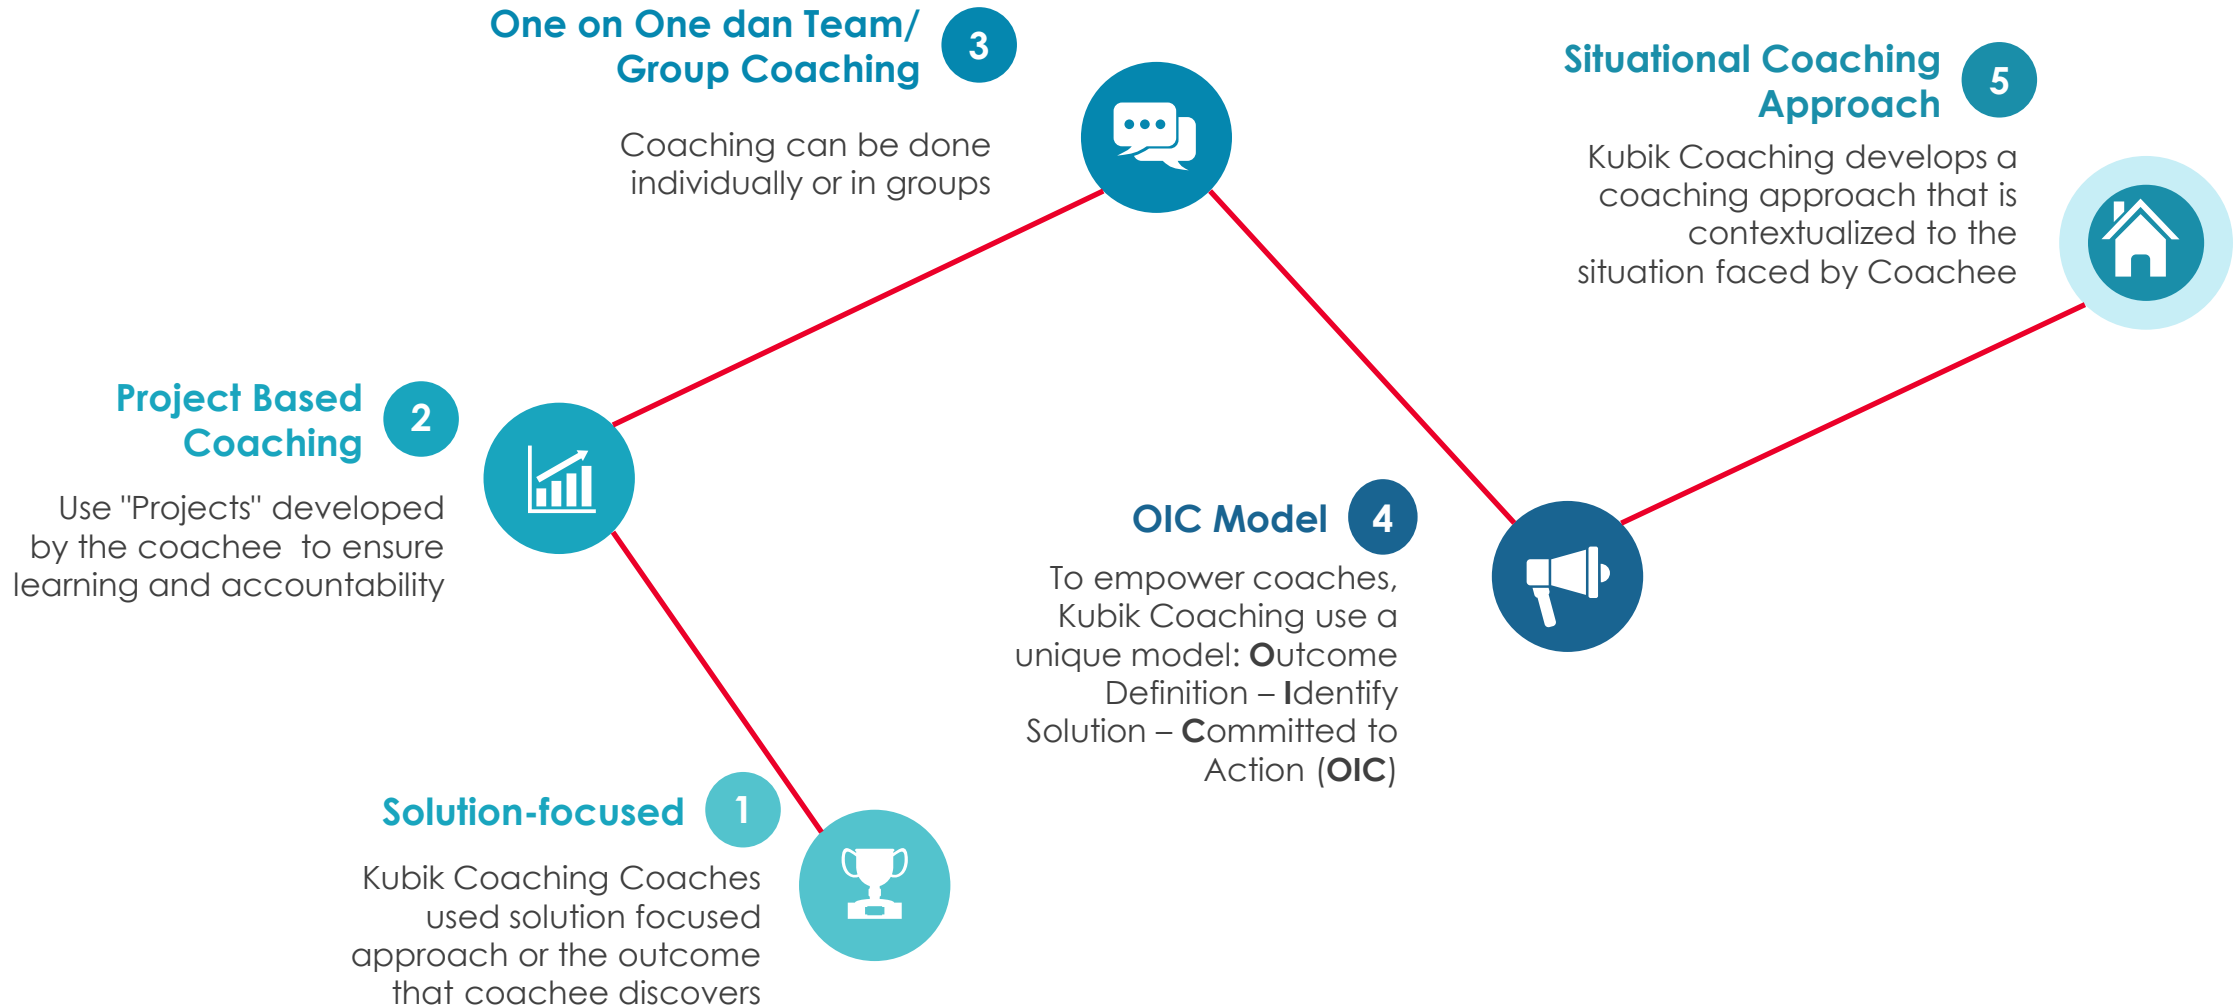 Solution-focused
1
Kubik Coaching Coaches
used solution focused
approach or the outcome
that coachee discovers
Project Based
Coaching
2
Use "Projects" developed
by the coachee  to ensure
learning and accountability
One on One dan Team/
Group Coaching
3
Coaching can be done
individually or in groups
OIC Model
4
To empower coaches,
Kubik Coaching use a
unique model: Outcome
Definition – Identify
Solution – Committed to
Action (OIC)
Situational Coaching
Approach
5
Kubik Coaching develops a
coaching approach that is
contextualized to the
situation faced by Coachee